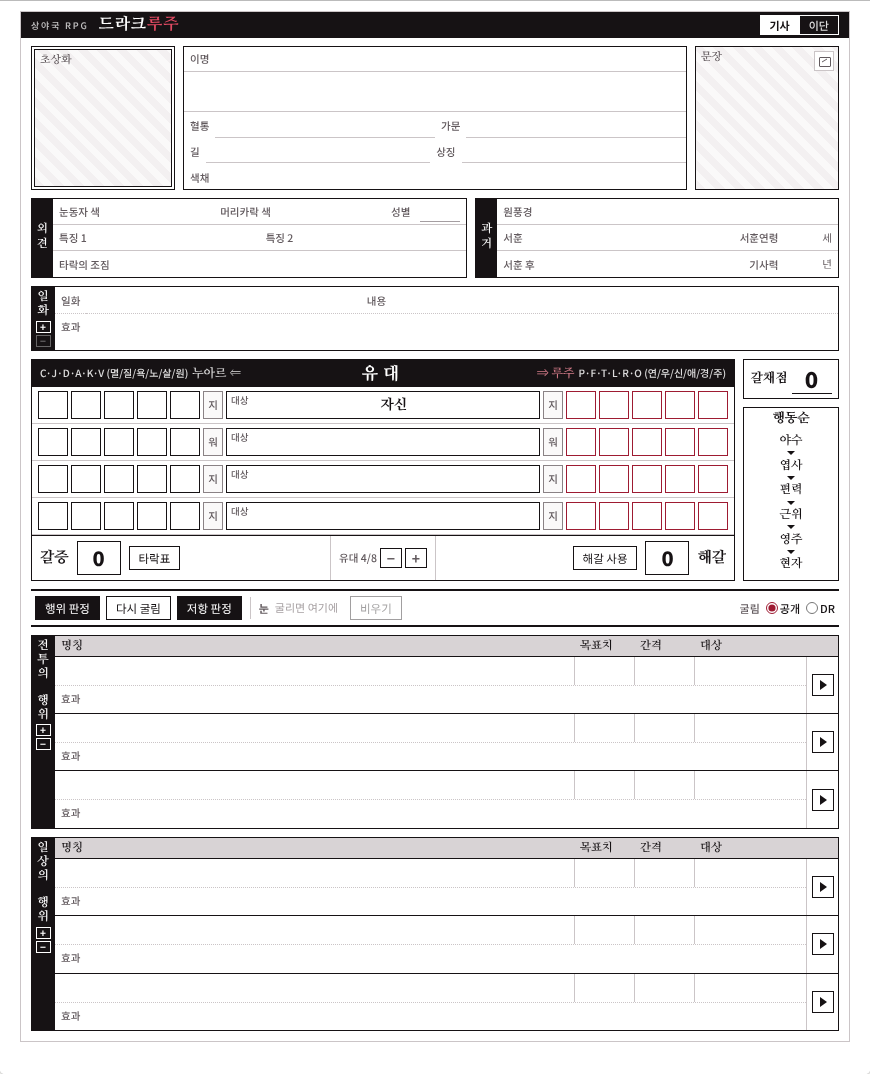 상야국 RPG 드라크루주 기사 이단
초상화
이명
문장
혈통 가문
길 상징
색채
외견
눈동자 색 머리카락 색 성별
특징 1 특징 2
타락의 조짐
과거
원풍경
서훈 서훈연령 세
서훈 후 기사력 년
일화
+
−
일화 내용
효과
C·J·D·A·K·V (멸/질/욕/노/살/원) 누아르 ⇐ 유대 ⇒ 루주 P·F·T·L·R·O (연/우/신/애/경/주)
지 대상 자신 지
워 대상 워
지 대상 지
지 대상 지
갈증 0 타락표 유대 4/8 − + 해갈 사용 0 해갈
갈채점 0
행동순
야수
엽사
편력
근위
영주
현자
행위 판정 다시 굴림 저항 판정 눈 굴리면 여기에 비우기 굴림 공개 DR
전투의 행위
+
−
명칭 목표치 간격 대상
효과
효과
효과
일상의 행위
+
−
명칭 목표치 간격 대상
효과
효과
효과